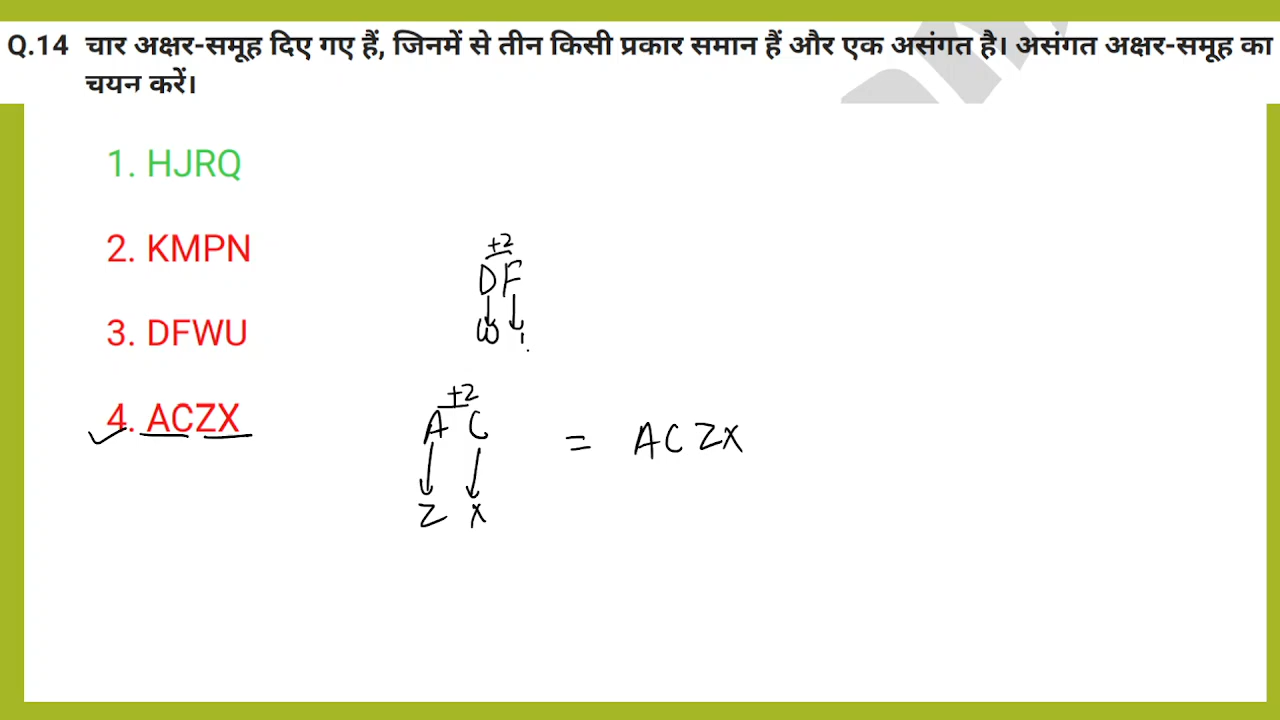 Q.14 चार अक्षर-समूह दिए गए हैं, जिनमें से तीन किसी प्रकार समान हैं और एक असंगत है। असंगत अक्षर-समूह का
चयन करें।
1. HJRQ
2. KMPN
+2
DF
3. DFWU
W
+2
4. ACZX
A C = ACZX
Z X